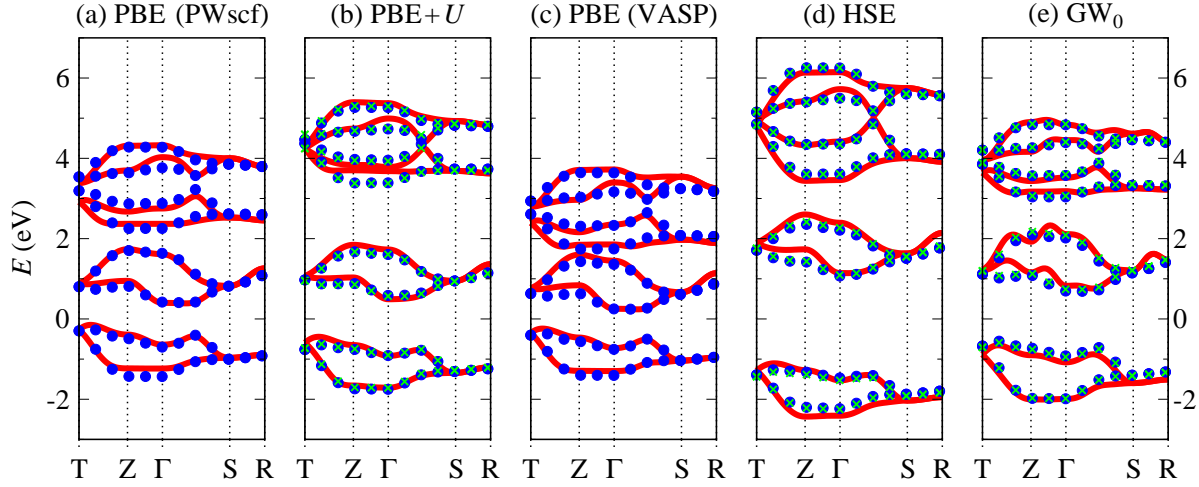 (a) PBE (PWscf) (b) PBE+U (c) PBE (VASP) (d) HSE (e) GW₀
6 6
4 4
2 2
0 0
-2 -2
E (eV)
T Z Γ S R T Z Γ S R T Z Γ S R T Z Γ S R T Z Γ S R